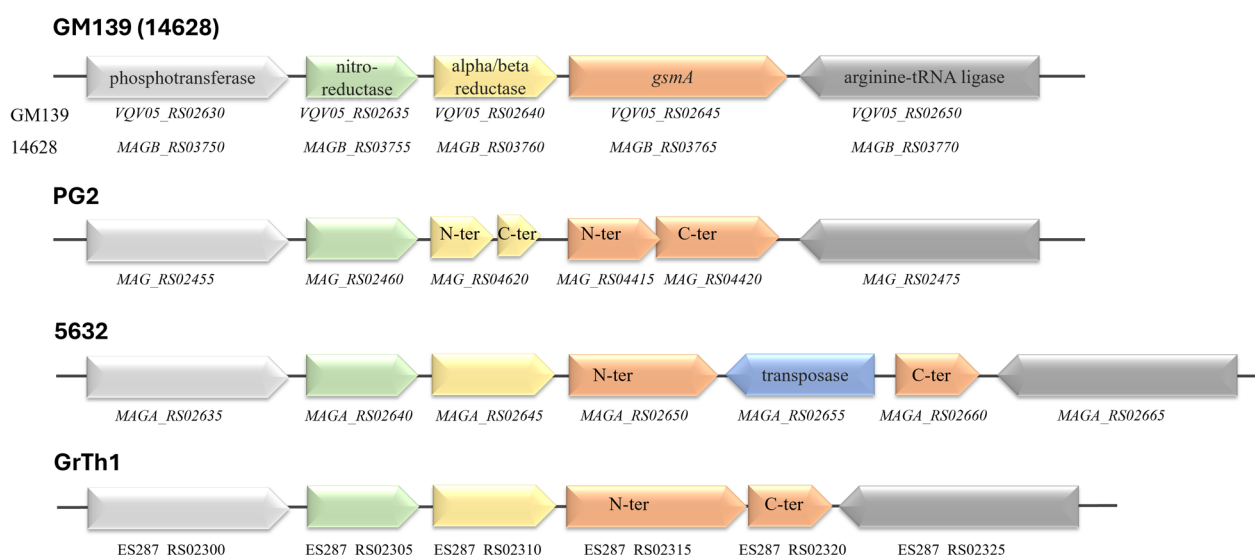 GM139 (14628)
phosphotransferase
nitro-
reductase
alpha/beta
reductase
gsmA
arginine-tRNA ligase
GM139 VQV05_RS02630 VQV05_RS02635 VQV05_RS02640 VQV05_RS02645 VQV05_RS02650
14628 MAGB_RS03750 MAGB_RS03755 MAGB_RS03760 MAGB_RS03765 MAGB_RS03770
PG2
N-ter C-ter N-ter C-ter
MAG_RS02455 MAG_RS02460 MAG_RS04620 MAG_RS04415 MAG_RS04420 MAG_RS02475
5632
N-ter transposase C-ter
MAGA_RS02635 MAGA_RS02640 MAGA_RS02645 MAGA_RS02650 MAGA_RS02655 MAGA_RS02660 MAGA_RS02665
GrTh1
N-ter C-ter
ES287_RS02300 ES287_RS02305 ES287_RS02310 ES287_RS02315 ES287_RS02320 ES287_RS02325